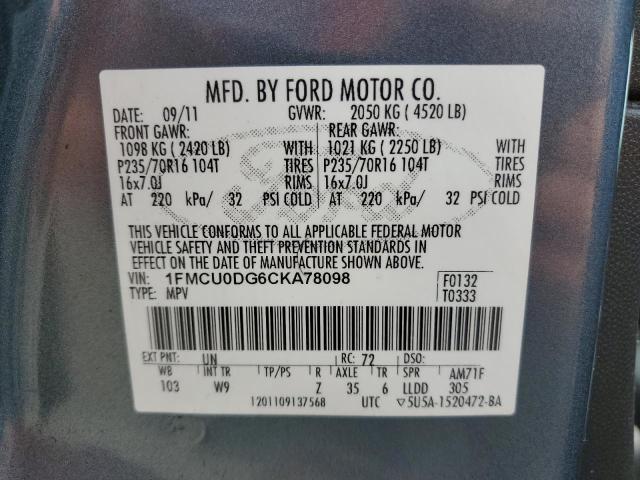 MFD. BY FORD MOTOR CO.
DATE: 09/11 GVWR: 2050 KG ( 4520 LB)
FRONT GAWR: REAR GAWR:
1098 KG ( 2420 LB) WITH 1021 KG ( 2250 LB) WITH
P235/70R16 104T TIRES P235/70R16 104T TIRES
16x7.0J RIMS 16x7.0J RIMS
AT 220 kPa/ 32 PSI COLD AT 220 kPa/ 32 PSI COLD
THIS VEHICLE CONFORMS TO ALL APPLICABLE FEDERAL MOTOR
VEHICLE SAFETY AND THEFT PREVENTION STANDARDS IN
EFFECT ON THE DATE OF MANUFACTURE SHOWN ABOVE.
VIN: 1FMCU0DG6CKA78098 F0132
TYPE: MPV T0333
EXT PNT: UN RC: 72 DSO:
WB INT TR TP/PS R AXLE TR SPR AM71F
103 W9 Z 35 6 LLDD 305
1201109137568 UTC ▽5U5A-1520472-BA
Ford